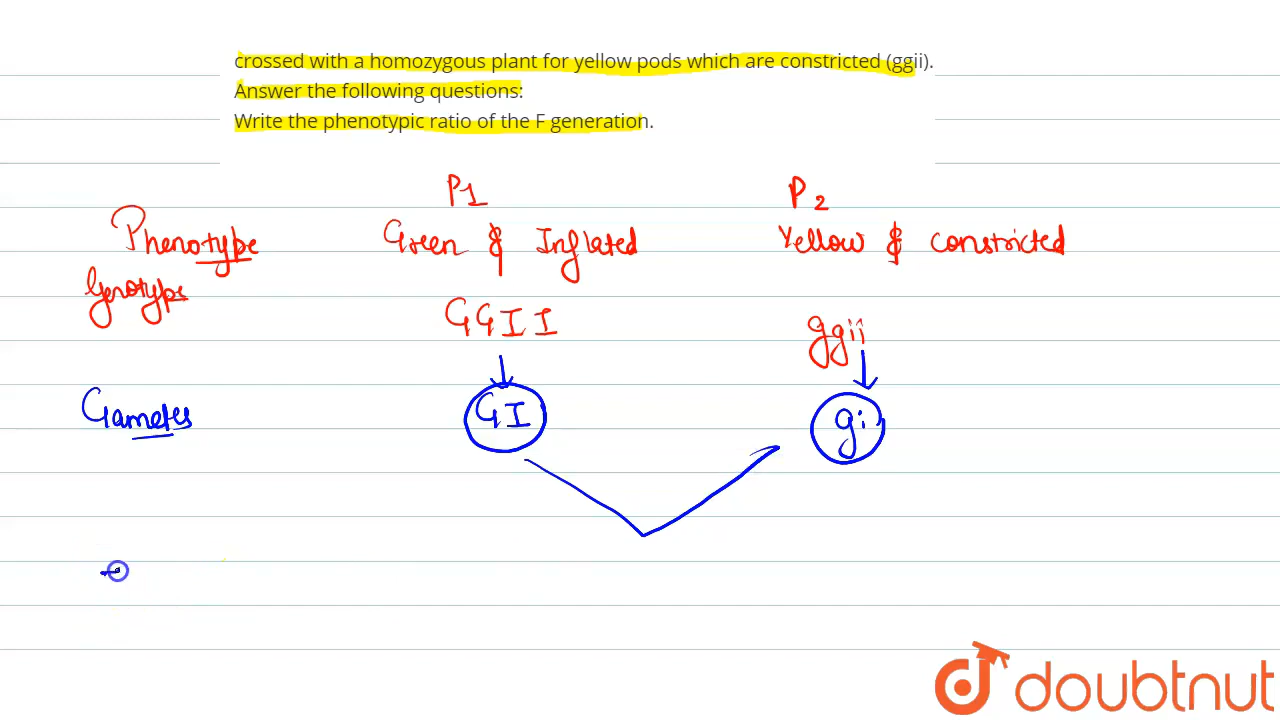 crossed with a homozygous plant for yellow pods which are constricted (ggii).
Answer the following questions:
Write the phenotypic ratio of the F generation.
P1 P2
Phenotype Green & Inflated Yellow & constricted
Genotype
GGII ggii
Gametes GI gi
doubtnut